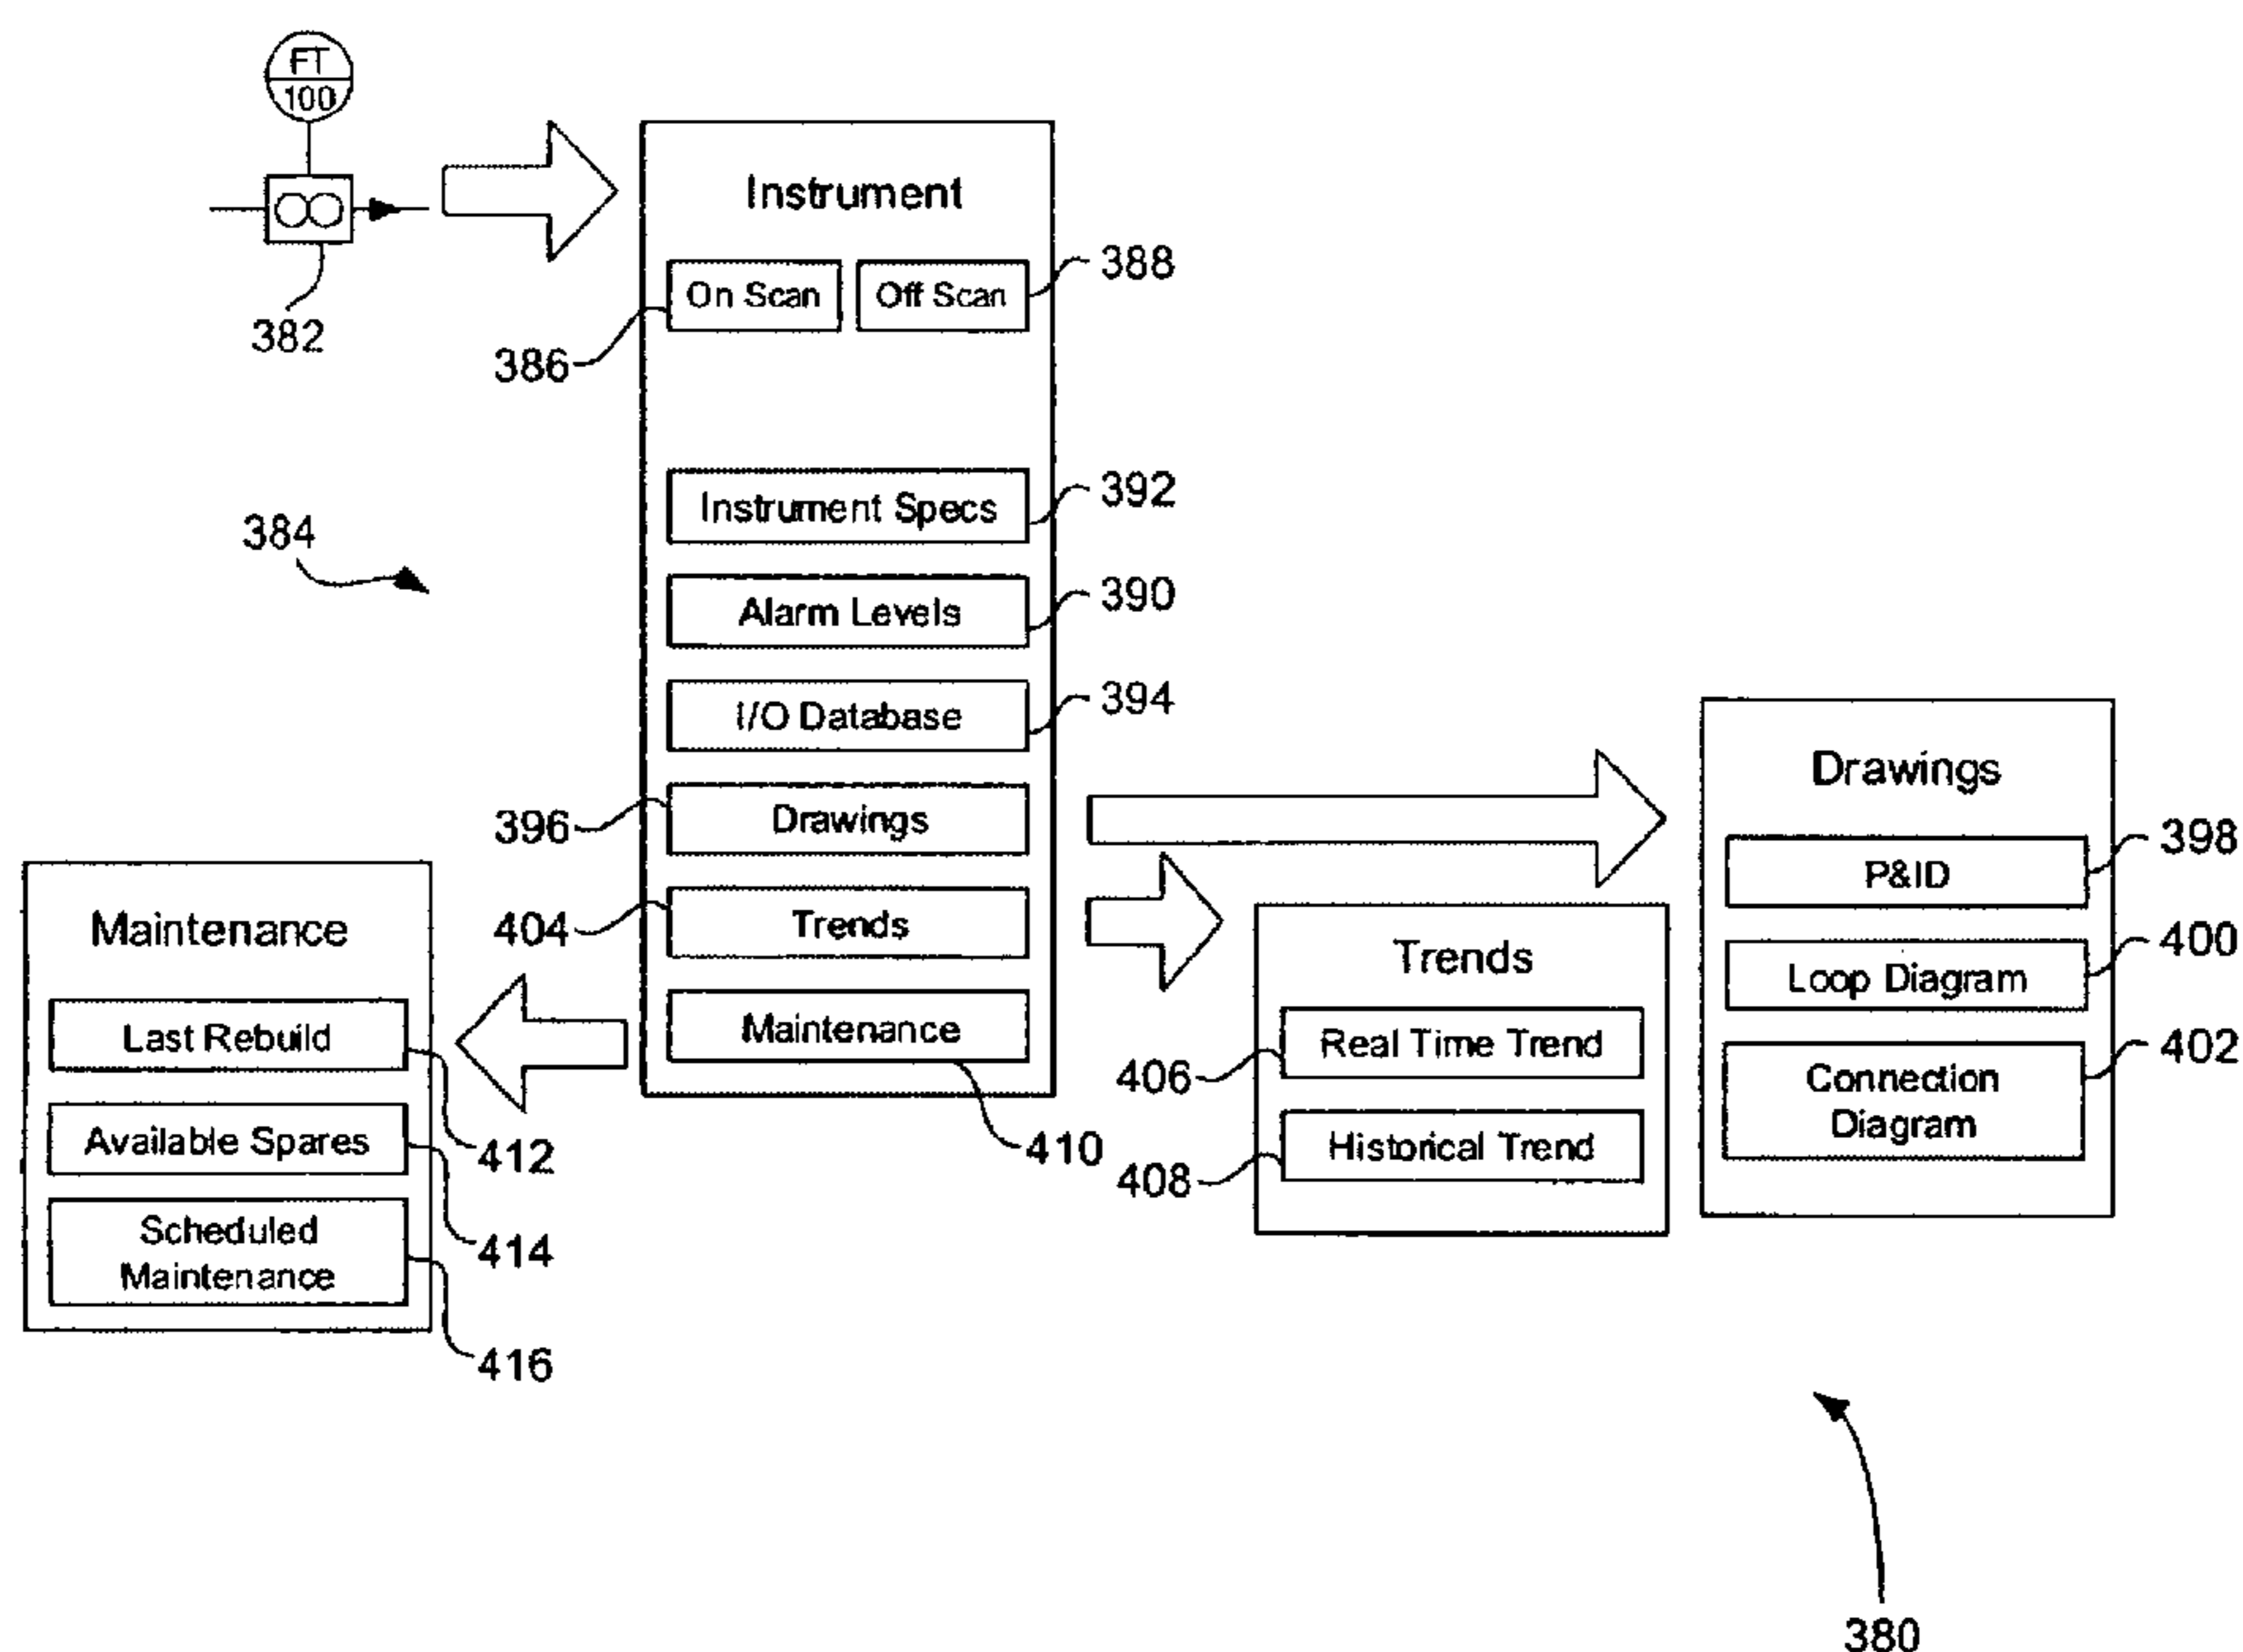 FT
100
382
Instrument
On Scan
Off Scan
388
386
Instrument Specs
392
384
Alarm Levels
390
I/O Database
394
Drawings
396
Trends
404
Maintenance
410
Maintenance
Last Rebuild
412
Available Spares
414
Scheduled
Maintenance
416
Trends
Real Time Trend
406
Historical Trend
408
Drawings
P&ID
398
Loop Diagram
400
Connection
Diagram
402
380